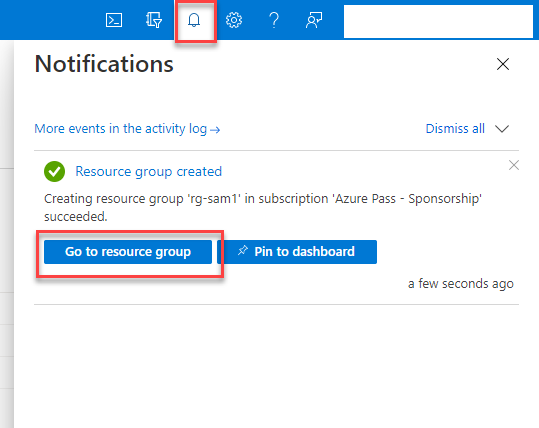 Notifications
More events in the activity log →
Dismiss all
Resource group created
Creating resource group 'rg-sam1' in subscription 'Azure Pass - Sponsorship'
succeeded.
Go to resource group
Pin to dashboard
a few seconds ago